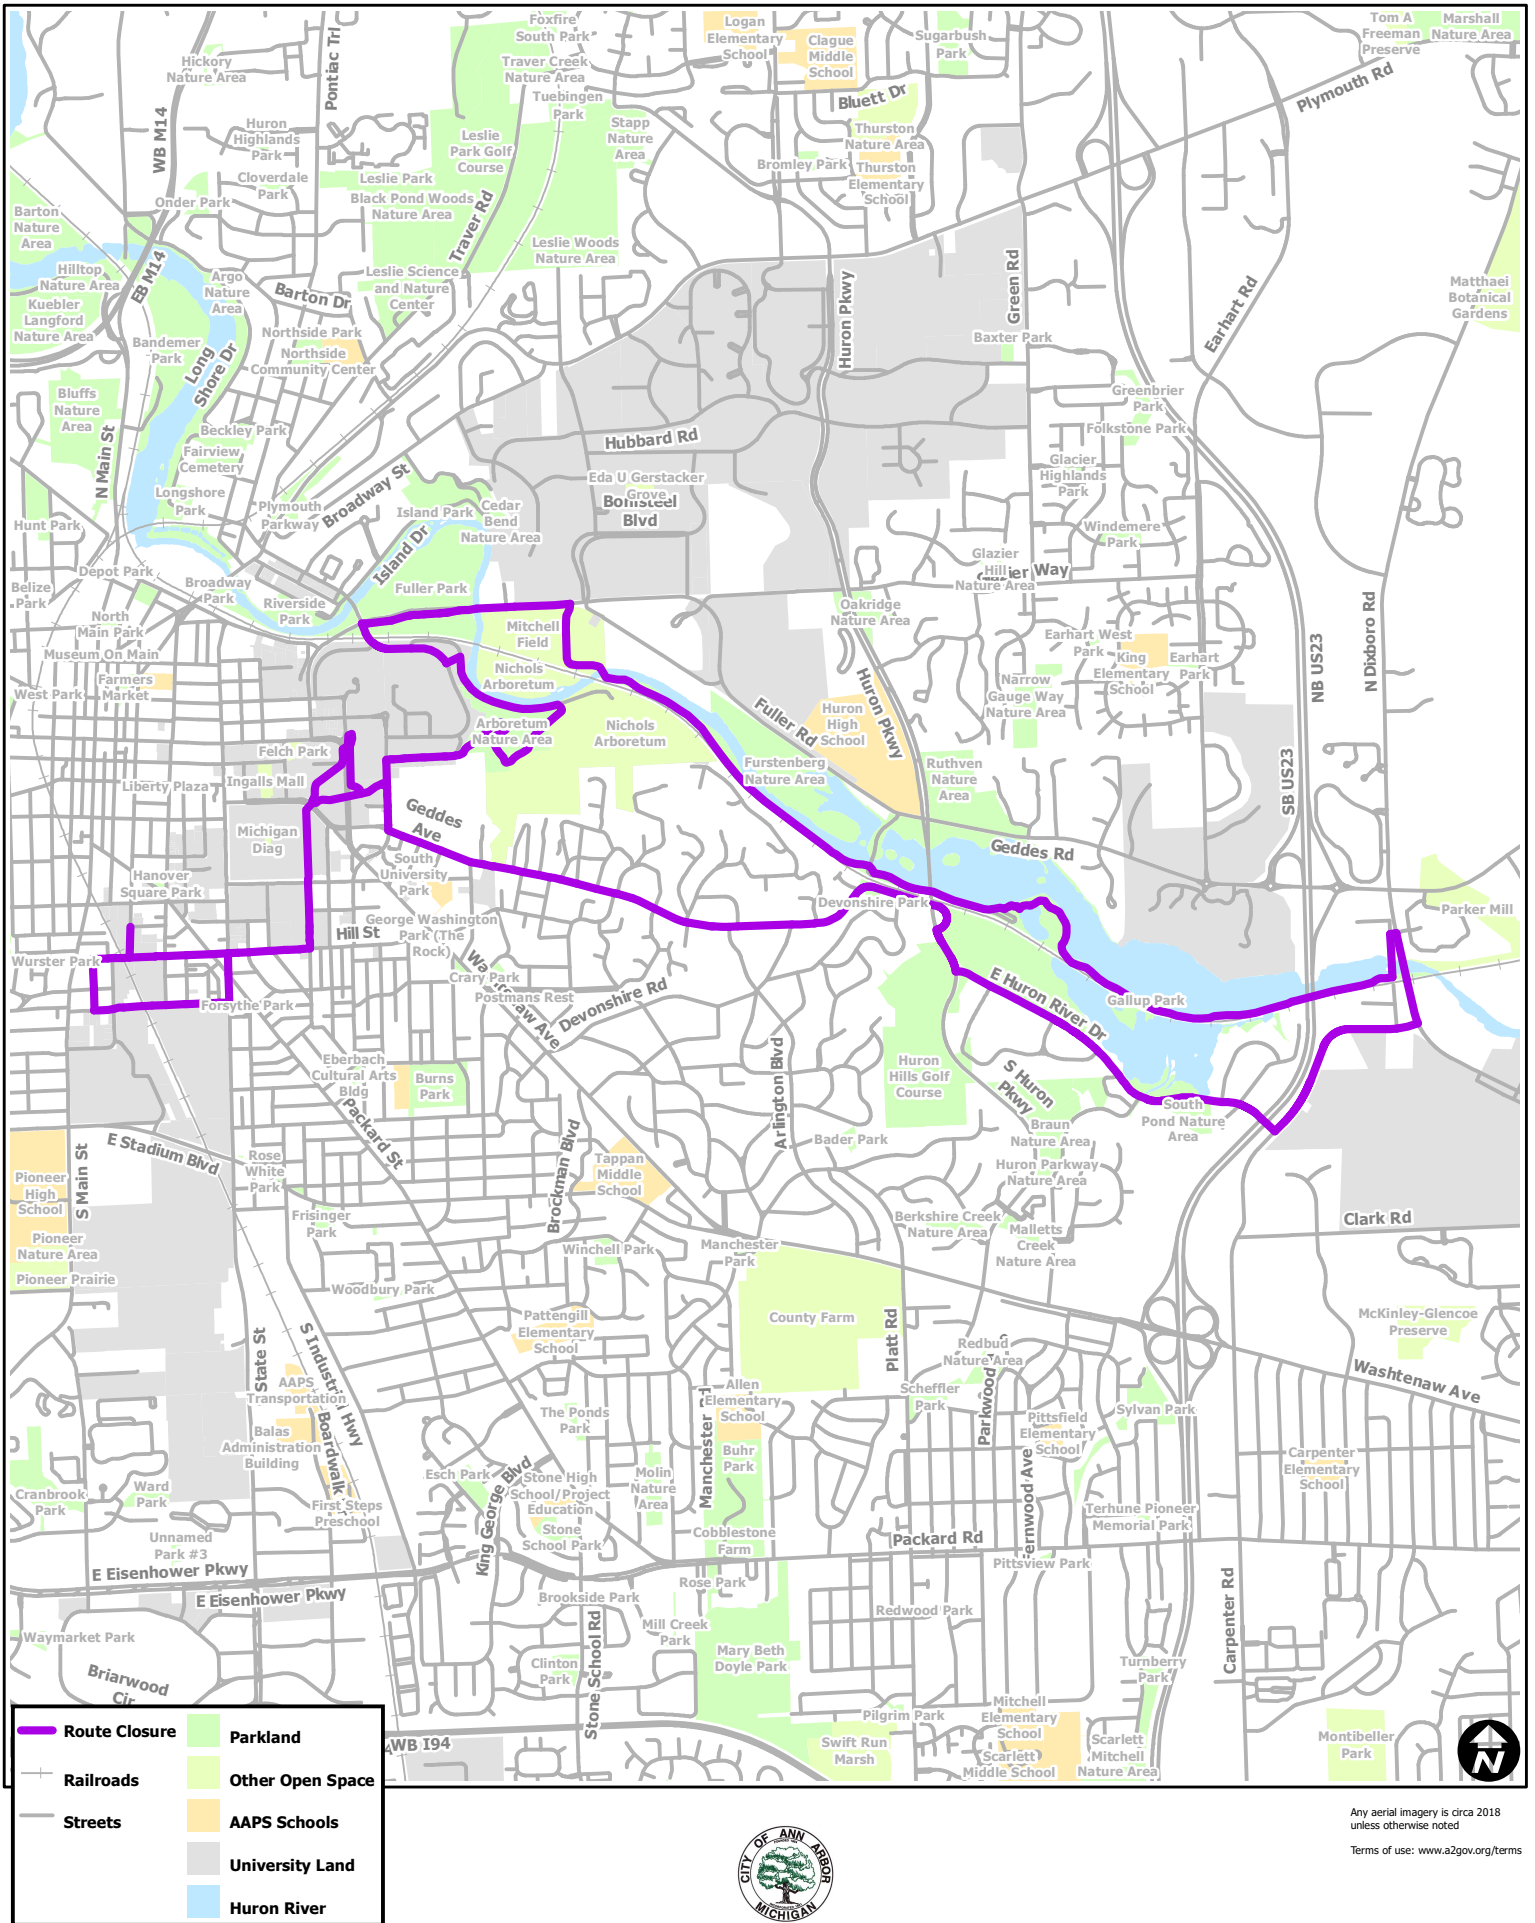 Foxfire
South Park
Logan
Elementary
School
Clague
Middle
School
Sugarbush
Park
Tom A
Freeman
Preserve
Marshall
Nature Area
Hickory
Nature Area
Pontiac Trl
Traver Creek
Nature Area
Tuebingen
Park
Bluett Dr
Plymouth Rd
WB M14
Huron
Highlands
Park
Leslie
Park Golf
Course
Stapp
Nature
Area
Thurston
Nature Area
Bromley Park
Thurston
Elementary
School
Cloverdale
Park
Leslie Park
Onder Park
Black Pond Woods
Nature Area
Traver Rd
Barton
Nature
Area
Leslie Woods
Nature Area
Green Rd
Hilltop
Nature Area
EB M14
Argo
Nature
Area
Leslie Science
and Nature
Center
Barton Dr
Kuebler
Langford
Nature Area
Huron Pkwy
Earhart Rd
Matthaei
Botanical
Gardens
Bandemer
Park
Long
Shore Dr
Northside Park
Northside
Community Center
Baxter Park
Bluffs
Nature
Area
Greenbrier
Park
Folkstone Park
Beckley Park
Fairview
Cemetery
Hubbard Rd
N Main St
Longshore
Park
Plymouth
Parkway
Broadway St
Island Park
Cedar
Bend
Nature Area
Eda U Gerstacker
Grove
Bonisteel
Blvd
Glacier
Highlands
Park
Hunt Park
Windemere
Park
Island Dr
Depot Park
Broadway
Park
Riverside
Park
Fuller Park
Glazier
Hill
Nature Area
Glazier Way
Belize
Park
North
Main Park
Oakridge
Nature Area
N Dixboro Rd
Museum On Main
Mitchell
Field
Earhart West
Park
King
Elementary
School
Earhart
Park
NB US23
Farmers
Market
West Park
Nichols
Arboretum
Huron Pkwy
Narrow
Gauge Way
Nature Area
Arboretum
Nature Area
Nichols
Arboretum
Fuller Rd
Huron
High
School
Felch Park
Furstenberg
Nature Area
Ruthven
Nature
Area
SB US23
Liberty Plaza
Ingalls Mall
Michigan
Diag
Geddes
Ave
Geddes Rd
South
University
Park
Hanover
Square Park
George Washington
Park (The
Rock)
Hill St
Devonshire Park
Parker Mill
Wurster Park
Washtenaw Ave
Crary Park
Postmans Rest
Devonshire Rd
E Huron River Dr
Gallup Park
Forsythe Park
Eberbach
Cultural Arts
Bldg
Burns
Park
Arlington Blvd
Huron
Hills Golf
Course
S Huron
Pkwy
Packard St
South
Pond Nature
Area
E Stadium Blvd
Rose
White
Park
Brockman Blvd
Braun
Nature Area
Bader Park
S Main St
Pioneer
High
School
Tappan
Middle
School
Huron Parkway
Nature Area
Frisinger
Park
Pioneer
Nature Area
Berkshire Creek
Nature Area
Malletts
Creek
Nature Area
Clark Rd
Winchell Park
Manchester
Park
Pioneer Prairie
Woodbury Park
County Farm
Platt Rd
McKinley-Glencoe
Preserve
State St
S Industrial Hwy
Pattengill
Elementary
School
Redbud
Nature Area
Washtenaw Ave
AAPS
Transportation
Boardwalk
Allen
Elementary
School
Manchester Rd
Scheffler
Park
Parkwood
Sylvan Park
The Ponds
Park
Pittsfield
Elementary
School
Balas
Administration
Building
Buhr
Park
Carpenter
Elementary
School
Esch Park
King George Blvd
Stone High
School/Project
Education
Molin
Nature
Area
Fernwood Ave
Cranbrook
Park
Ward
Park
First Steps
Preschool
Terhune Pioneer
Memorial Park
Stone
School Park
Cobblestone
Farm
Packard Rd
Unnamed
Park #3
E Eisenhower Pkwy
Pittsview Park
Carpenter Rd
E Eisenhower Pkwy
Brookside Park
Rose Park
Redwood Park
Waymarket Park
Mill Creek
Park
Stone School Rd
Clinton
Park
Mary Beth
Doyle Park
Turnberry
Park
Briarwood
Cir
Pilgrim Park
Mitchell
Elementary
School
WB I94
Swift Run
Marsh
Scarlett
Middle School
Scarlett
Mitchell
Nature Area
Montibeller
Park
N
Route Closure
Railroads
Streets
Parkland
Other Open Space
AAPS Schools
University Land
Huron River
CITY OF ANN ARBOR
MICHIGAN
Any aerial imagery is circa 2018
unless otherwise noted
Terms of use: www.a2gov.org/terms